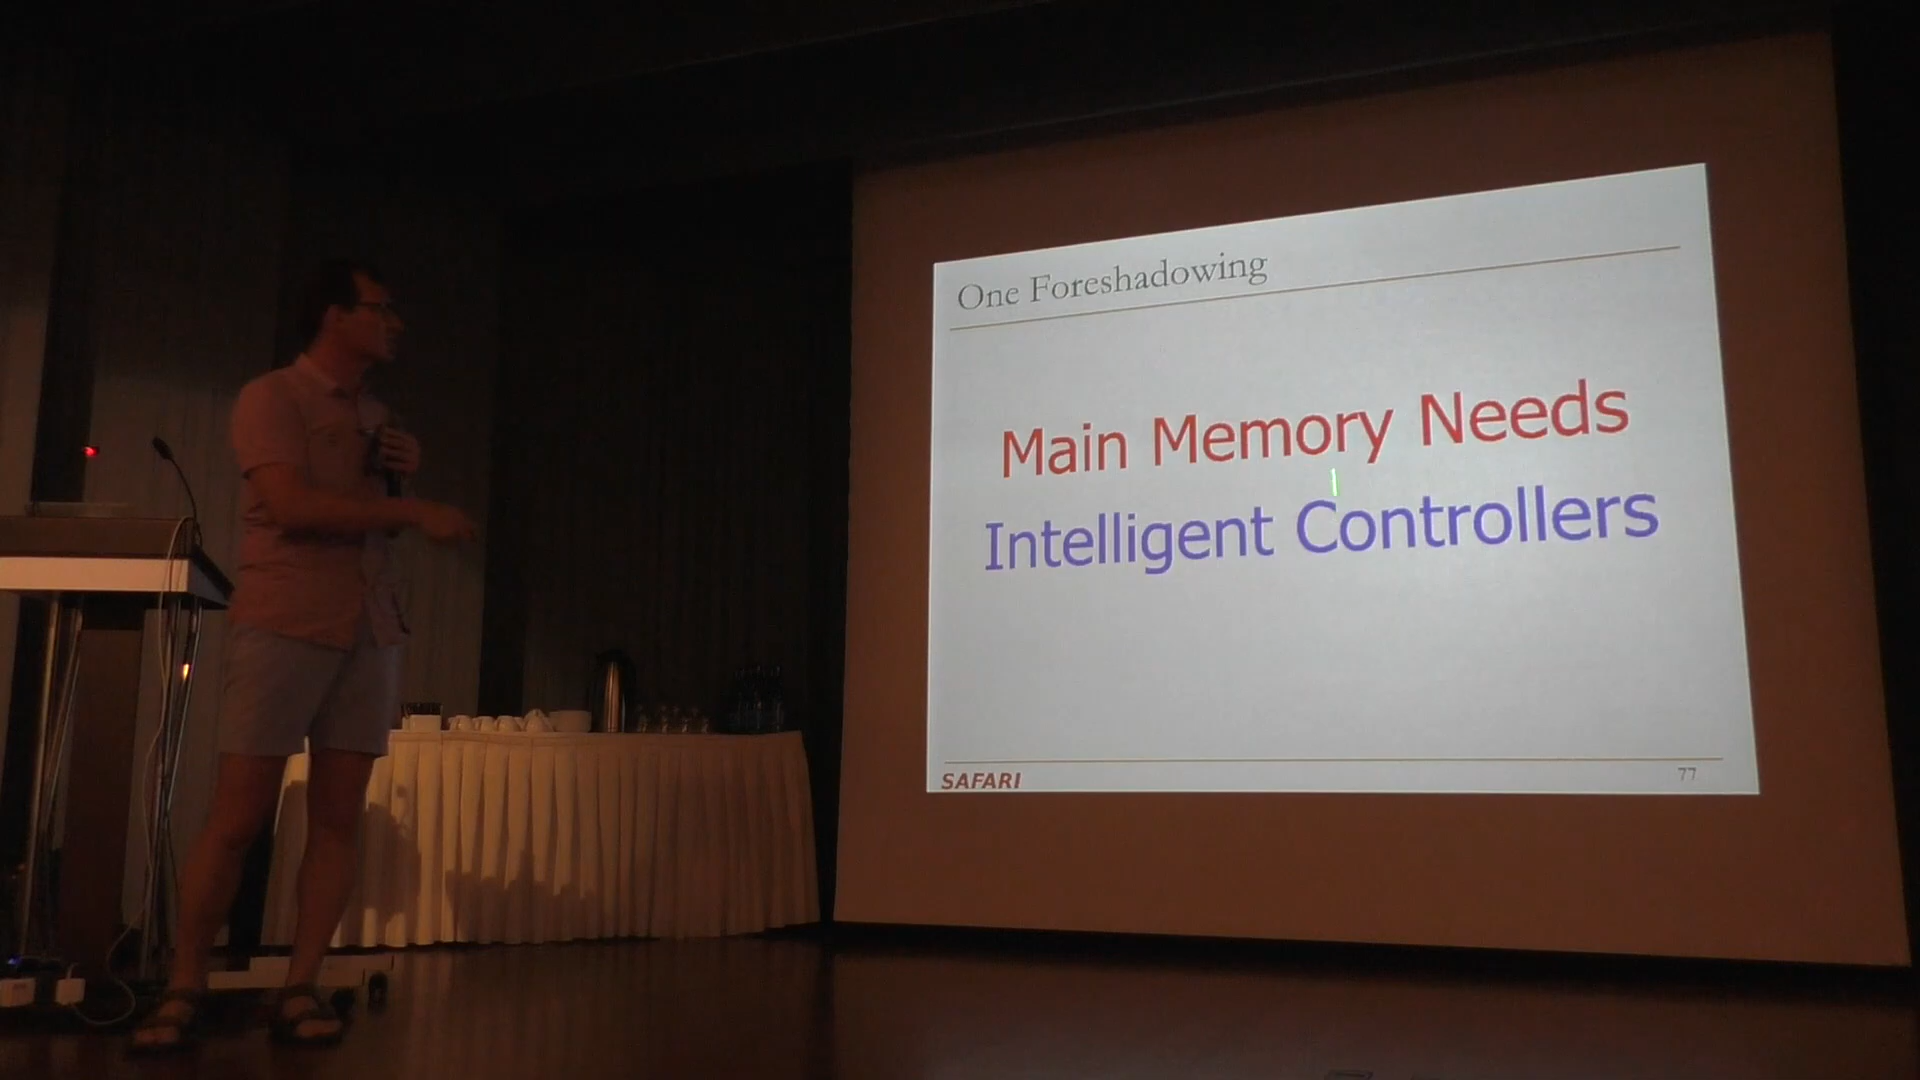 One Foreshadowing
Main Memory Needs
Intelligent Controllers
SAFARI
77